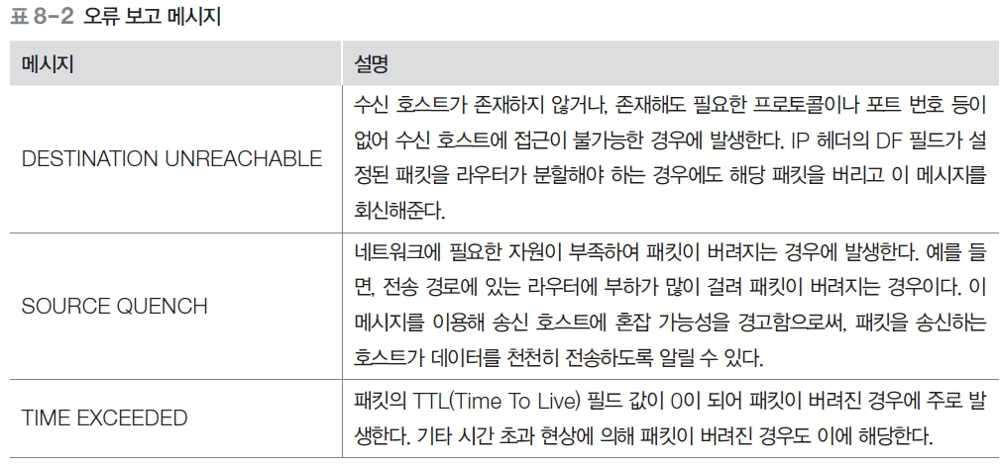 표 8-2 오류 보고 메시지
메시지
설명
DESTINATION UNREACHABLE
수신 호스트가 존재하지 않거나, 존재해도 필요한 프로토콜이나 포트 번호 등이
없어 수신 호스트에 접근이 불가능한 경우에 발생한다. IP 헤더의 DF 필드가 설
정된 패킷을 라우터가 분할해야 하는 경우에도 해당 패킷을 버리고 이 메시지를
회신해준다.
SOURCE QUENCH
네트워크에 필요한 자원이 부족하여 패킷이 버려지는 경우에 발생한다. 예를 들
면, 전송 경로에 있는 라우터에 부하가 많이 걸려 패킷이 버려지는 경우이다. 이
메시지를 이용해 송신 호스트에 혼잡 가능성을 경고함으로써, 패킷을 송신하는
호스트가 데이터를 천천히 전송하도록 알릴 수 있다.
TIME EXCEEDED
패킷의 TTL(Time To Live) 필드 값이 0이 되어 패킷이 버려진 경우에 주로 발
생한다. 기타 시간 초과 현상에 의해 패킷이 버려진 경우도 이에 해당한다.